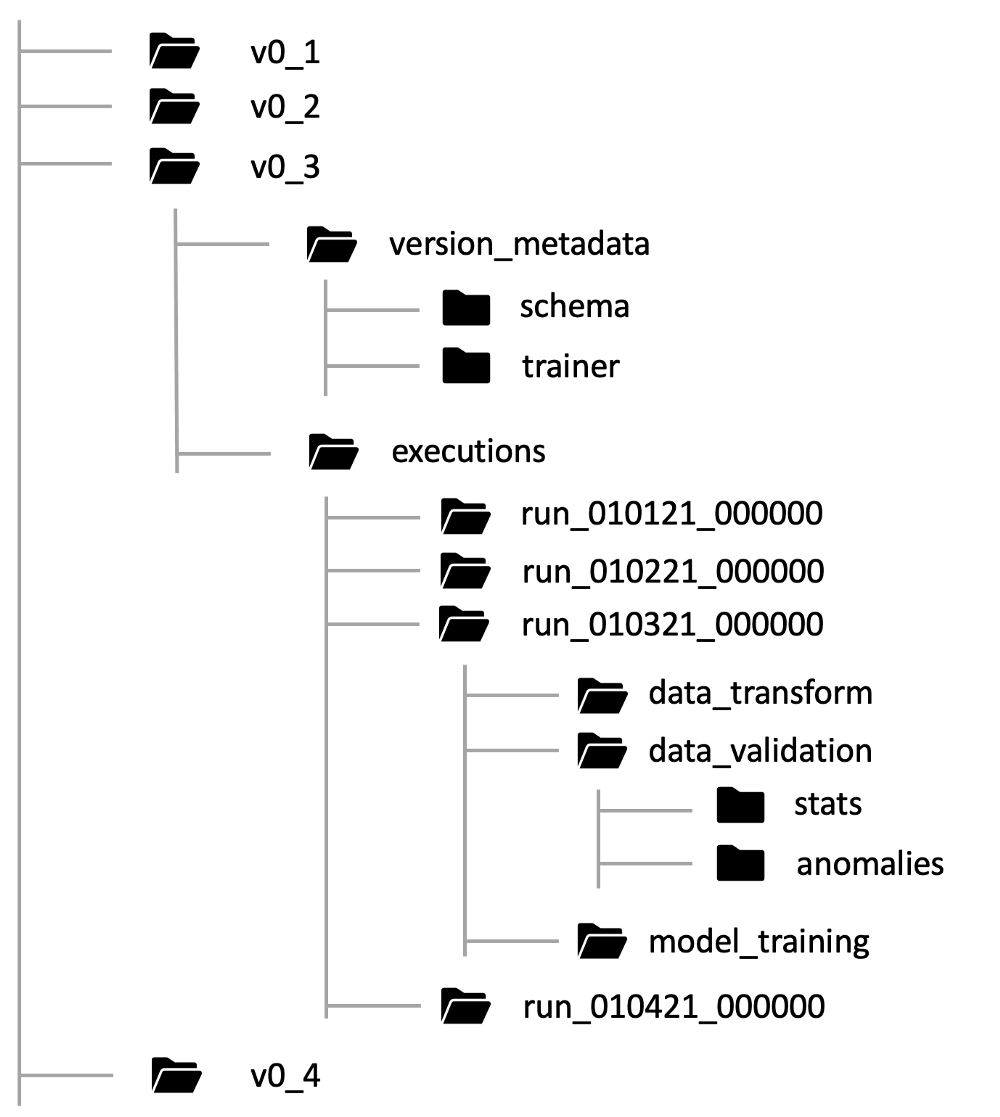 v0_1
v0_2
v0_3
version_metadata
schema
trainer
executions
run_010121_000000
run_010221_000000
run_010321_000000
data_transform
data_validation
stats
anomalies
model_training
run_010421_000000
v0_4